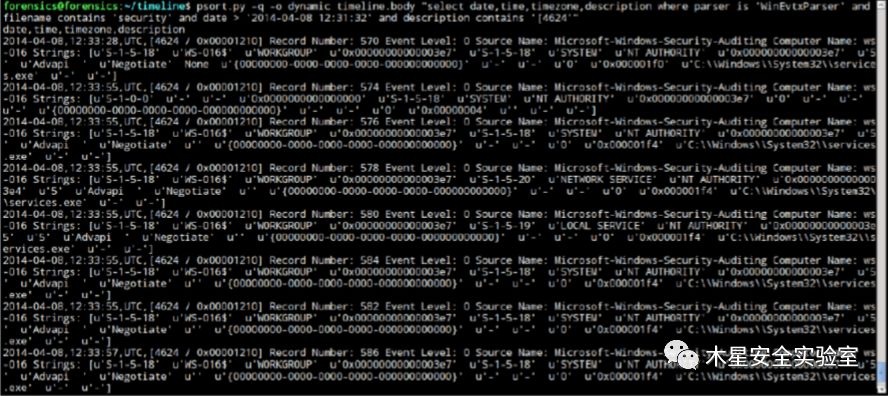 forensics@forensics:~/timeline$ psort.py -q -o dynamic timeline.body "select date,time,timezone,description where parser is 'WinEvtxParser' and
filename contains 'security' and date > '2014-04-08 12:31:32' and description contains '[4624'"
date,time,timezone,description
2014-04-08,12:33:28,UTC,[4624 / 0x00001210] Record Number: 570 Event Level: 0 Source Name: Microsoft-Windows-Security-Auditing Computer Name: ws
-016 Strings: [u'S-1-5-18' u'WS-016$' u'WORKGROUP' u'0x00000000000003e7' u'S-1-5-18' u'SYSTEM' u'NT AUTHORITY' u'0x00000000000003e7' u'5
' u'Advapi ' u'Negotiate' None u'{00000000-0000-0000-0000-000000000000}' u'-' u'-' u'0' u'0x000001f0' u'C:\\Windows\\System32\\service
s.exe' u'-' u'-']
2014-04-08,12:33:55,UTC,[4624 / 0x00001210] Record Number: 574 Event Level: 0 Source Name: Microsoft-Windows-Security-Auditing Computer Name: ws
-016 Strings: [u'S-1-0-0' u'-' u'-' u'0x0000000000000000' u'S-1-5-18' u'SYSTEM' u'NT AUTHORITY' u'0x00000000000003e7' u'0' u'-' u'-'
u'-' u'{00000000-0000-0000-0000-000000000000}' u'-' u'-' u'0' u'0x00000004' u'' u'-' u'-']
2014-04-08,12:33:55,UTC,[4624 / 0x00001210] Record Number: 576 Event Level: 0 Source Name: Microsoft-Windows-Security-Auditing Computer Name: ws
-016 Strings: [u'S-1-5-18' u'WS-016$' u'WORKGROUP' u'0x00000000000003e7' u'S-1-5-18' u'SYSTEM' u'NT AUTHORITY' u'0x00000000000003e7' u'5
' u'Advapi ' u'Negotiate' u'' u'{00000000-0000-0000-0000-000000000000}' u'-' u'-' u'0' u'0x000001f4' u'C:\\Windows\\System32\\services
.exe' u'-' u'-']
2014-04-08,12:33:55,UTC,[4624 / 0x00001210] Record Number: 578 Event Level: 0 Source Name: Microsoft-Windows-Security-Auditing Computer Name: ws
-016 Strings: [u'S-1-5-18' u'WS-016$' u'WORKGROUP' u'0x00000000000003e7' u'S-1-5-20' u'NETWORK SERVICE' u'NT AUTHORITY' u'0x00000000000003e4' u'5' u'Advapi ' u'Negotiate' u'' u'{00000000-0000-0000-0000-000000000000}' u'-' u'-' u'0' u'0x000001f4' u'C:\\Windows\\System32
\\services.exe' u'-' u'-']
2014-04-08,12:33:55,UTC,[4624 / 0x00001210] Record Number: 580 Event Level: 0 Source Name: Microsoft-Windows-Security-Auditing Computer Name: ws
-016 Strings: [u'S-1-5-18' u'WS-016$' u'WORKGROUP' u'0x00000000000003e7' u'S-1-5-19' u'LOCAL SERVICE' u'NT AUTHORITY' u'0x00000000000003e
5' u'5' u'Advapi ' u'Negotiate' u'' u'{00000000-0000-0000-0000-000000000000}' u'-' u'-' u'0' u'0x000001f4' u'C:\\Windows\\System32\\s
ervices.exe' u'-' u'-']
2014-04-08,12:33:55,UTC,[4624 / 0x00001210] Record Number: 584 Event Level: 0 Source Name: Microsoft-Windows-Security-Auditing Computer Name: ws
-016 Strings: [u'S-1-5-18' u'WS-016$' u'WORKGROUP' u'0x00000000000003e7' u'S-1-5-18' u'SYSTEM' u'NT AUTHORITY' u'0x00000000000003e7' u'5
' u'Advapi ' u'Negotiate' u'' u'{00000000-0000-0000-0000-000000000000}' u'-' u'-' u'0' u'0x000001f4' u'C:\\Windows\\System32\\services
.exe' u'-' u'-']
2014-04-08,12:33:55,UTC,[4624 / 0x00001210] Record Number: 582 Event Level: 0 Source Name: Microsoft-Windows-Security-Auditing Computer Name: ws
-016 Strings: [u'S-1-5-18' u'WS-016$' u'WORKGROUP' u'0x00000000000003e7' u'S-1-5-18' u'SYSTEM' u'NT AUTHORITY' u'0x00000000000003e7' u'5
' u'Advapi ' u'Negotiate' u'' u'{00000000-0000-0000-0000-000000000000}' u'-' u'-' u'0' u'0x000001f4' u'C:\\Windows\\System32\\services
.exe' u'-' u'-']
2014-04-08,12:33:57,UTC,[4624 / 0x00001210] Record Number: 586 Event Level: 0 Source Name: Microsoft-Windows-
-016 Strings: [u'S-1-5-18' u'WS-016$' u'WORKGROUP' u'0x00000000000003e7' u'S-1-5-18' u'SYSTEM' u'NT
' u'Advapi ' u'Negotiate' u'' u'{00000000-0000-0000-0000-000000000000}' u'-' u'-' u'0' u'0x000001f4' u'C:\\Windows\\System32\\services
.exe' u'-' u'-']
木星安全实验室